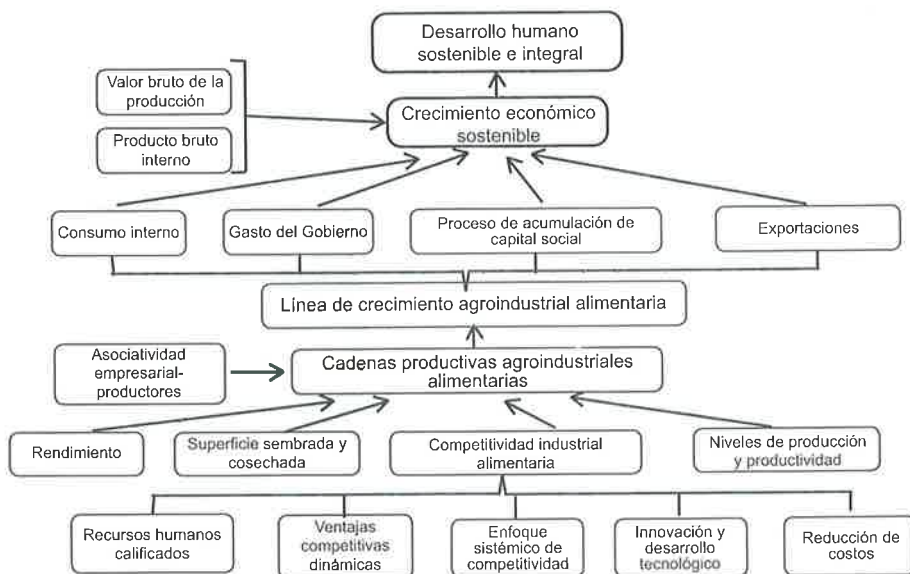 Desarrollo humano
sostenible e integral
Valor bruto de la
producción
Crecimiento económico
sostenible
Producto bruto
interno
Consumo interno
Gasto del Gobierno
Proceso de acumulación de
capital social
Exportaciones
Línea de crecimiento agroindustrial alimentaria
Asociatividad
empresarial-
productores
Cadenas productivas agroindustriales
alimentarias
Rendimiento
Superficie sembrada y
cosechada
Competitividad industrial
alimentaria
Niveles de producción
y productividad
Recursos humanos
calificados
Ventajas
competitivas
dinámicas
Enfoque
sistémico de
competitividad
Innovación y
desarrollo
tecnológico
Reducción de
costos